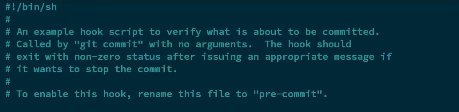 #!/bin/sh
#
# An example hook script to verify what is about to be committed.
# Called by "git commit" with no arguments.  The hook should
# exit with non-zero status after issuing an appropriate message if
# it wants to stop the commit.
#
# To enable this hook, rename this file to "pre-commit".